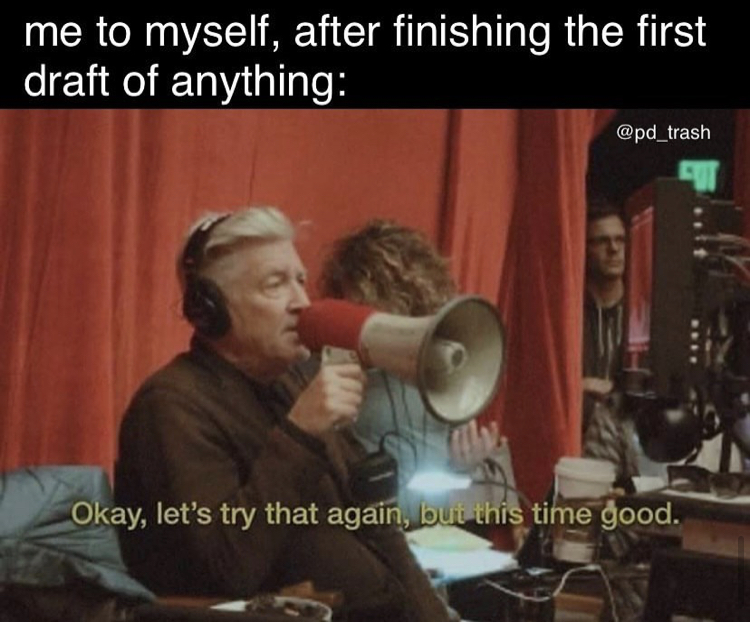 me to myself, after finishing the first
draft of anything:
@pd_trash
EXIT
Okay, let's try that again, but this time good.